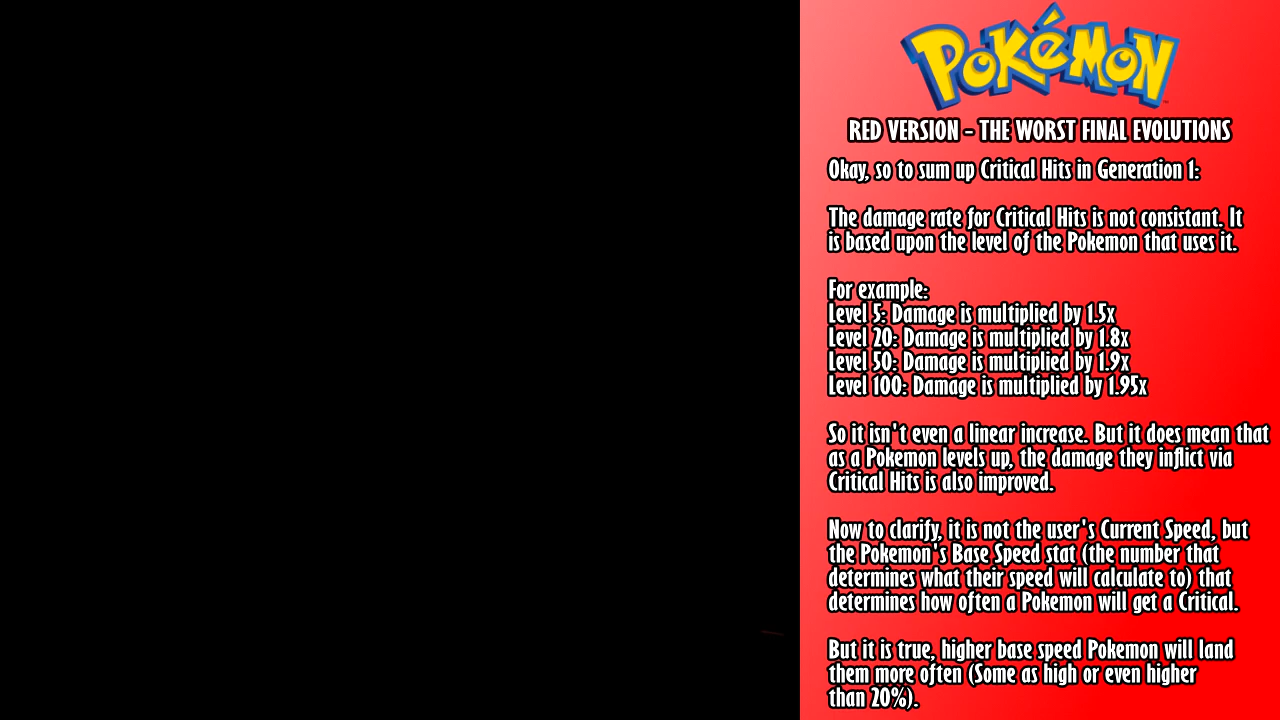 POKéMON
RED VERSION - THE WORST FINAL EVOLUTIONS
Okay, so to sum up Critical Hits in Generation 1:
The damage rate for Critical Hits is not consistant. It
is based upon the level of the Pokemon that uses it.
For example:
Level 5: Damage is multiplied by 1.5x
Level 20: Damage is multiplied by 1.8x
Level 50: Damage is multiplied by 1.9x
Level 100: Damage is multiplied by 1.95x
So it isn't even a linear increase. But it does mean that
as a Pokemon levels up, the damage they inflict via
Critical Hits is also improved.
Now to clarify, it is not the user's Current Speed, but
the Pokemon's Base Speed stat (the number that
determines what their speed will calculate to) that
determines how often a Pokemon will get a Critical.
But it is true, higher base speed Pokemon will land
them more often (Some as high or even higher
than 20%).